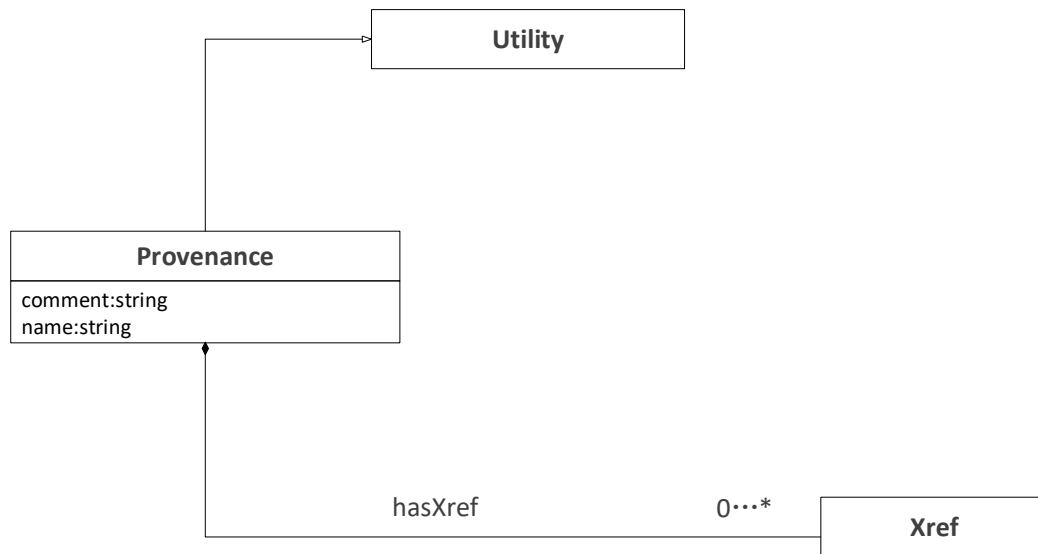 Utility
Provenance
comment:string
name:string
hasXref
0···*
Xref